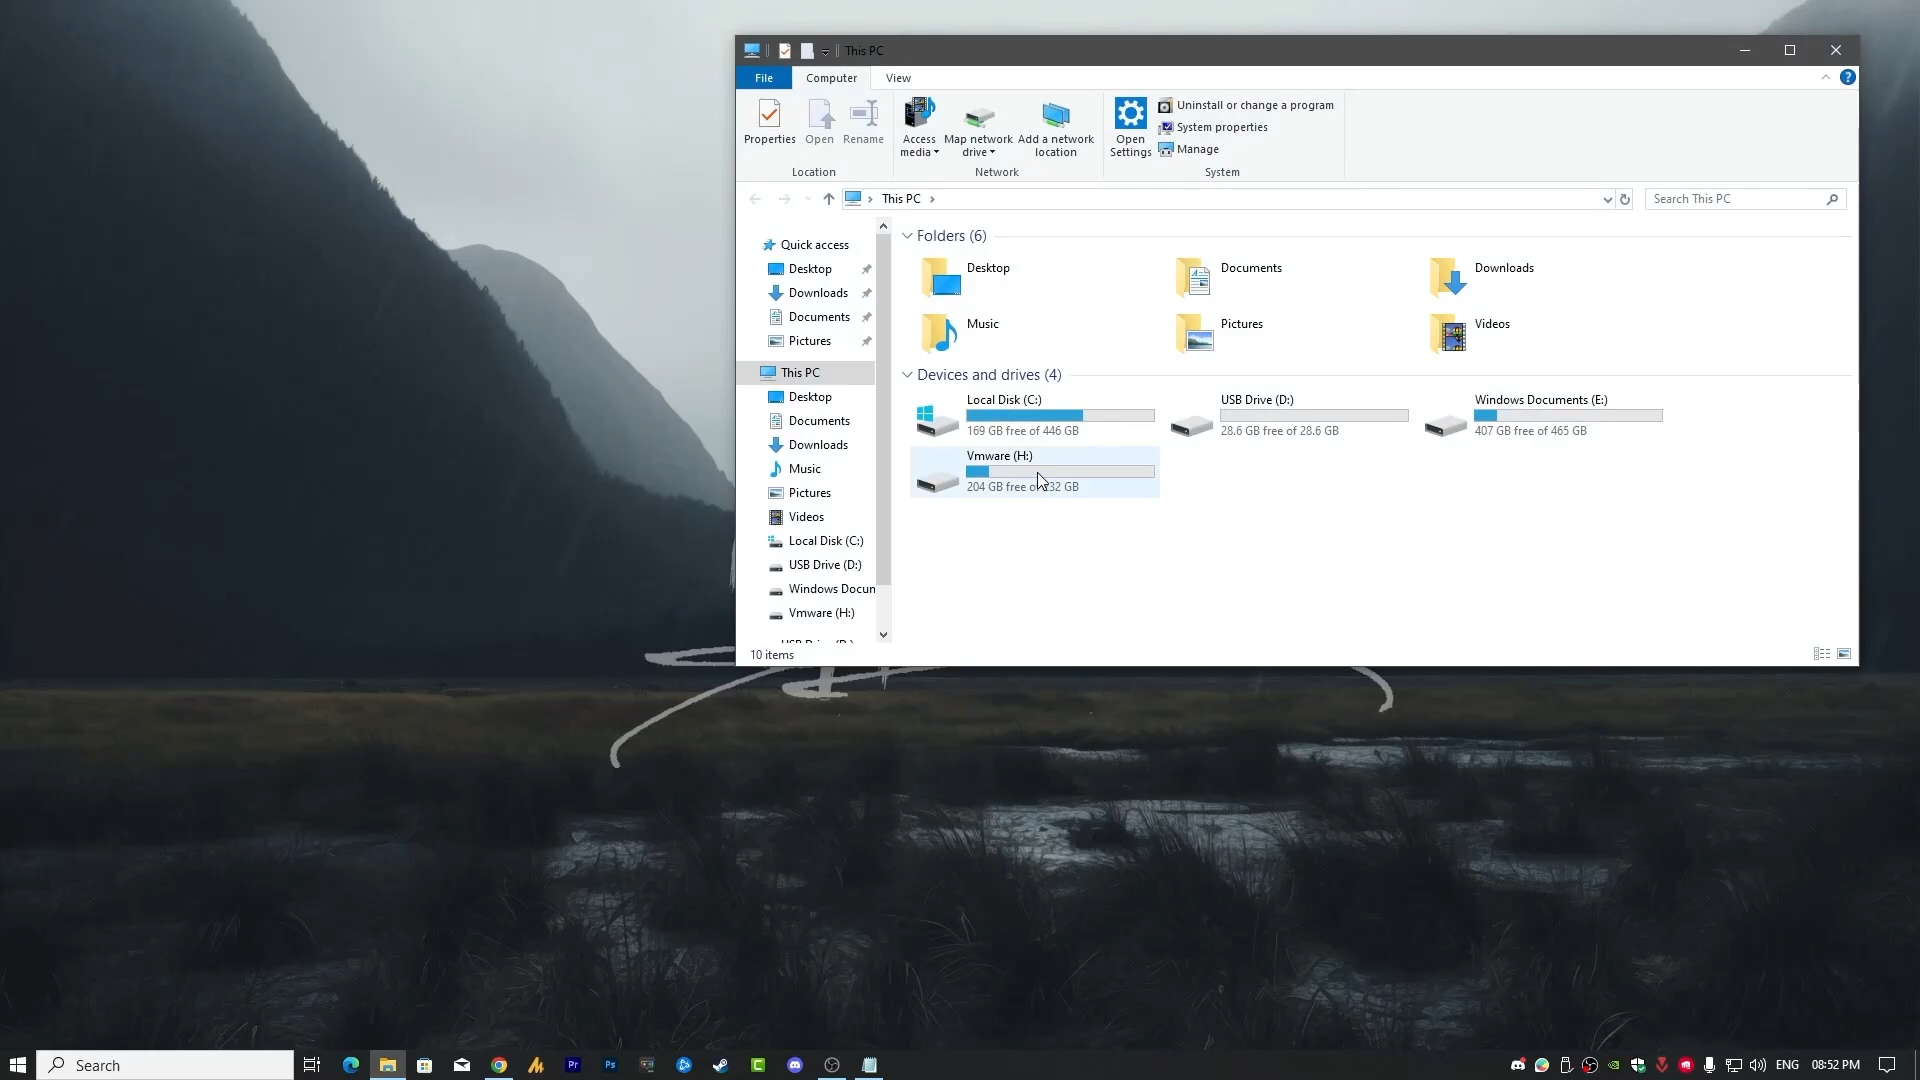 This PC
File
Computer
View
Properties
Open
Rename
Access media
Map network drive
Add a network location
Open Settings
Uninstall or change a program
System properties
Manage
Location
Network
System
This PC
Search This PC
Quick access
Desktop
Downloads
Documents
Pictures
This PC
Desktop
Documents
Downloads
Music
Pictures
Videos
Local Disk (C:)
USB Drive (D:)
Windows Docun
Vmware (H:)
Folders (6)
Desktop
Documents
Downloads
Music
Pictures
Videos
Devices and drives (4)
Local Disk (C:)
169 GB free of 446 GB
USB Drive (D:)
28.6 GB free of 28.6 GB
Windows Documents (E:)
407 GB free of 465 GB
Vmware (H:)
204 GB free
32 GB
10 items
Search
Pr
Ps
ENG
08:52 PM